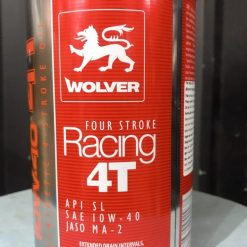 WOLVER
FOUR STROKE
Racing
4T
API SL
SAE 10W-40
JASO MA-2
EXTENDED DRAIN INTERVALS,